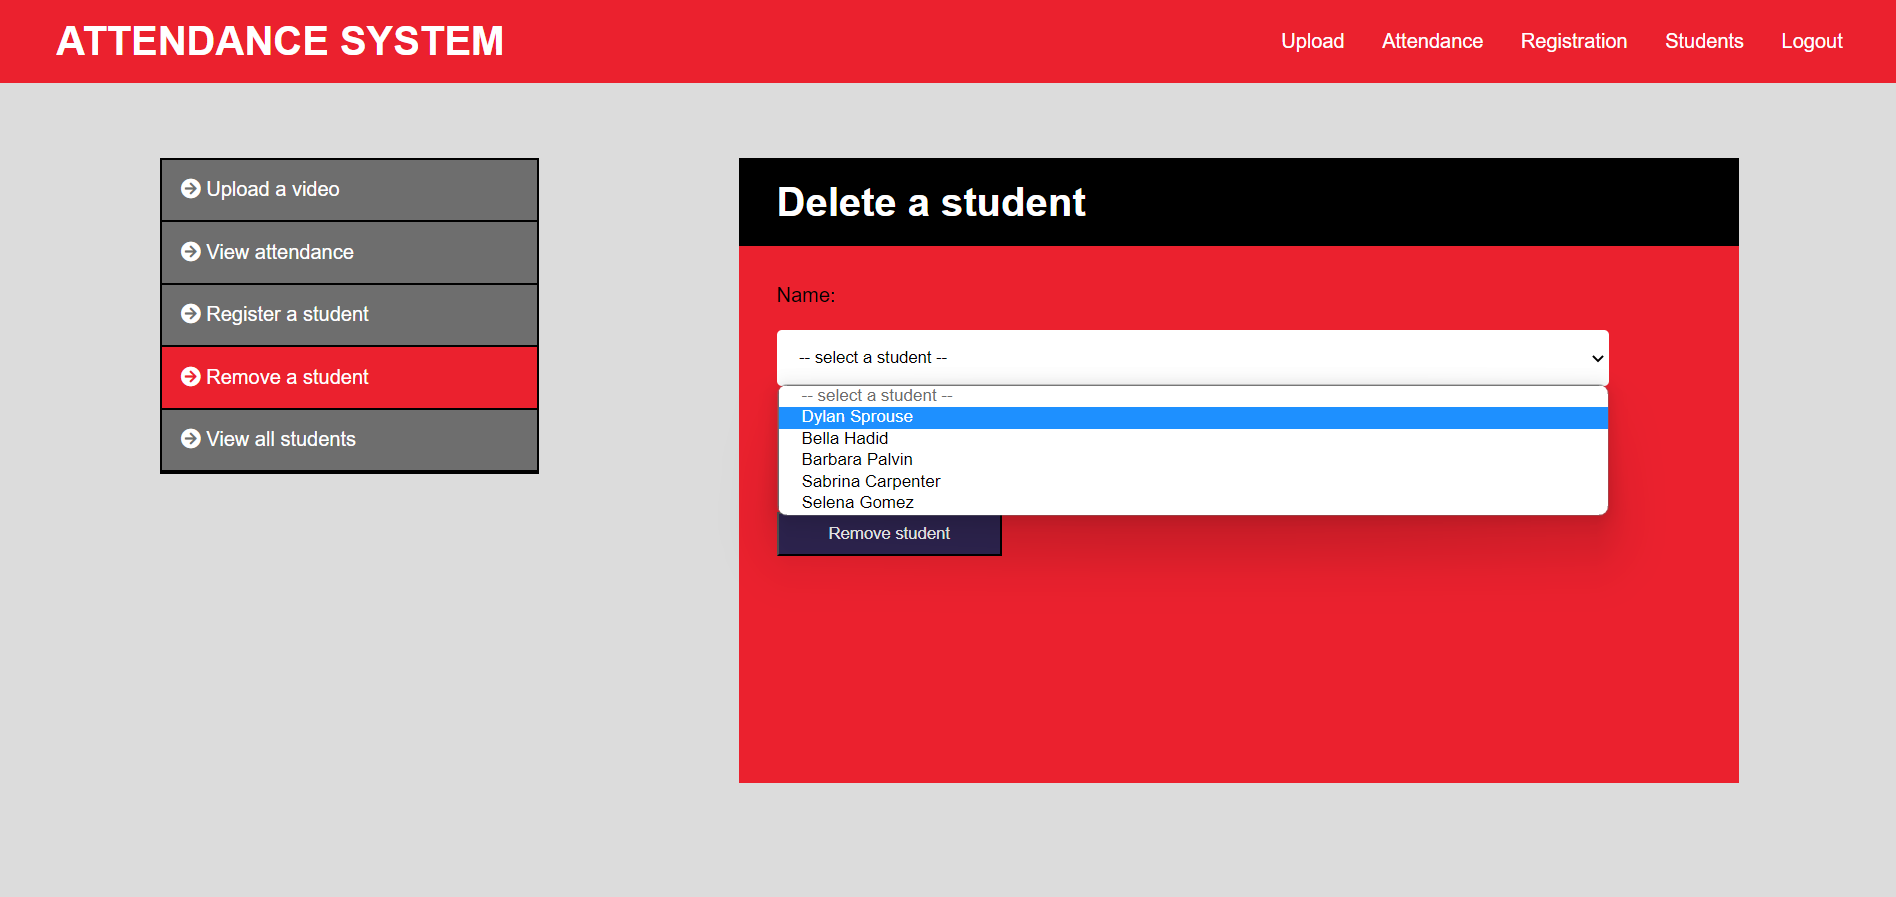 ATTENDANCE SYSTEM
Upload Attendance Registration Students Logout
Upload a video
View attendance
Register a student
Remove a student
View all students
Delete a student
Name:
-- select a student --
-- select a student --
Dylan Sprouse
Bella Hadid
Barbara Palvin
Sabrina Carpenter
Selena Gomez
Remove student